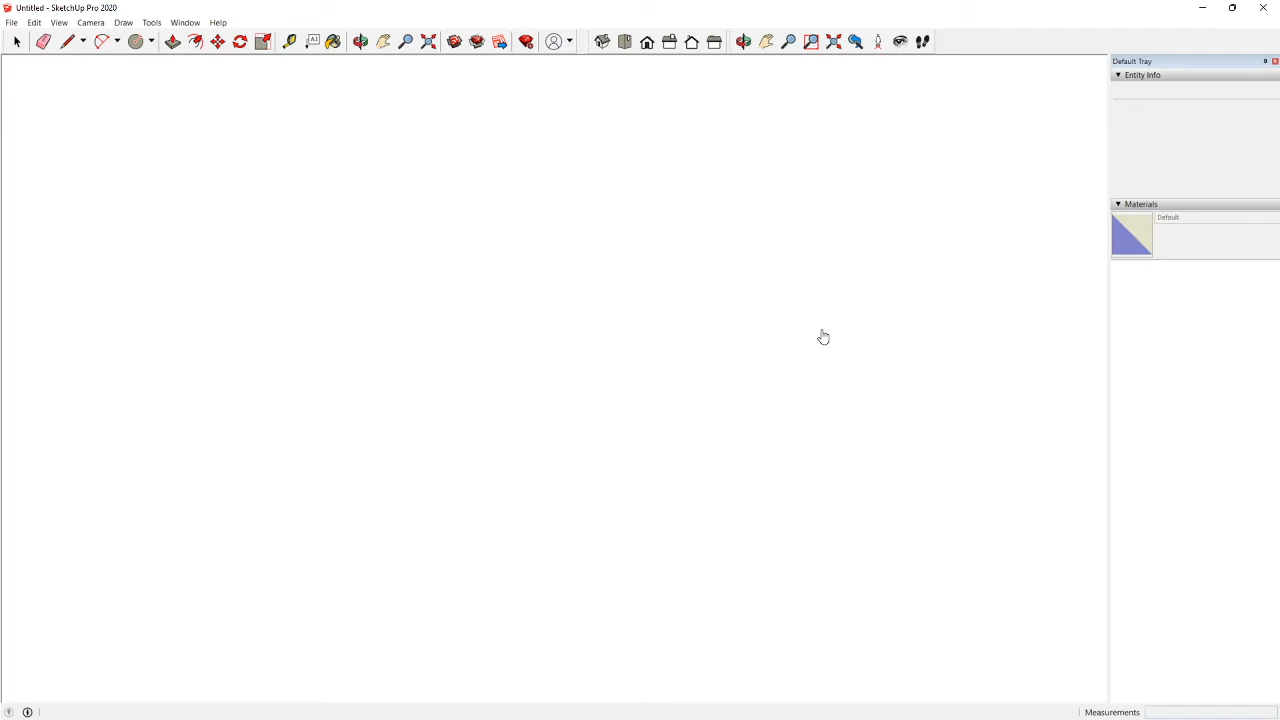 Untitled - SketchUp Pro 2020
File Edit View Camera Draw Tools Window Help
A1
Default Tray
Entity Info
Materials
Default
Measurements